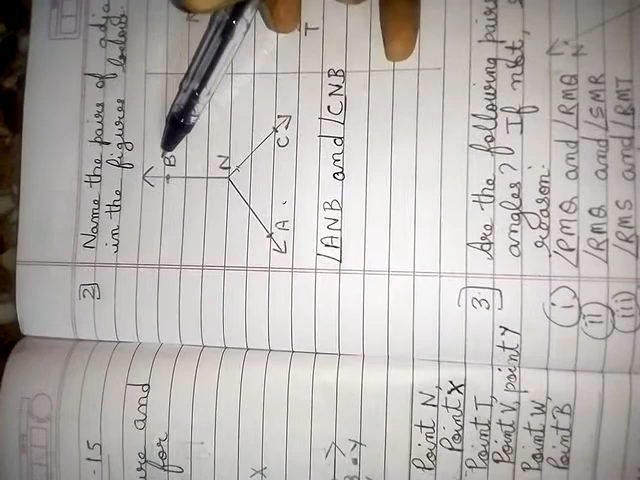 2] Name the pairs of adja
in the figures below.
B
N
A
C
T
∠ANB and ∠CNB
3. Are the following pairs
angles? If not,
reason.
(i) ∠PMQ and ∠RMQ
(ii) ∠RMQ and ∠SMR
(iii) ∠RMS and ∠RMT
N
-15
and
for
X
Y
Point N,
Point X
Point T,
Point V, point Y
Point W,
Point B